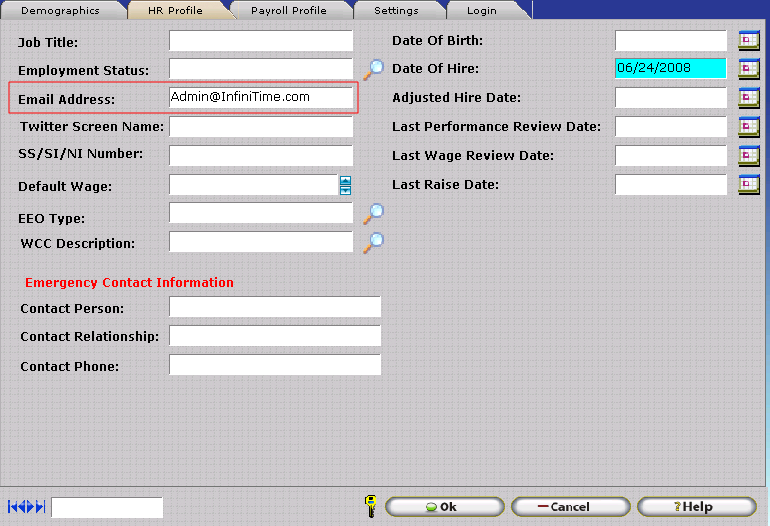 Demographics HR Profile Payroll Profile Settings Login
Job Title:
Employment Status:
Email Address: Admin@InfiniTime.com
Twitter Screen Name:
SS/SI/NI Number:
Default Wage:
EEO Type:
WCC Description:
Date Of Birth:
Date Of Hire: 06/24/2008
Adjusted Hire Date:
Last Performance Review Date:
Last Wage Review Date:
Last Raise Date:
Emergency Contact Information
Contact Person:
Contact Relationship:
Contact Phone:
Ok Cancel ?Help